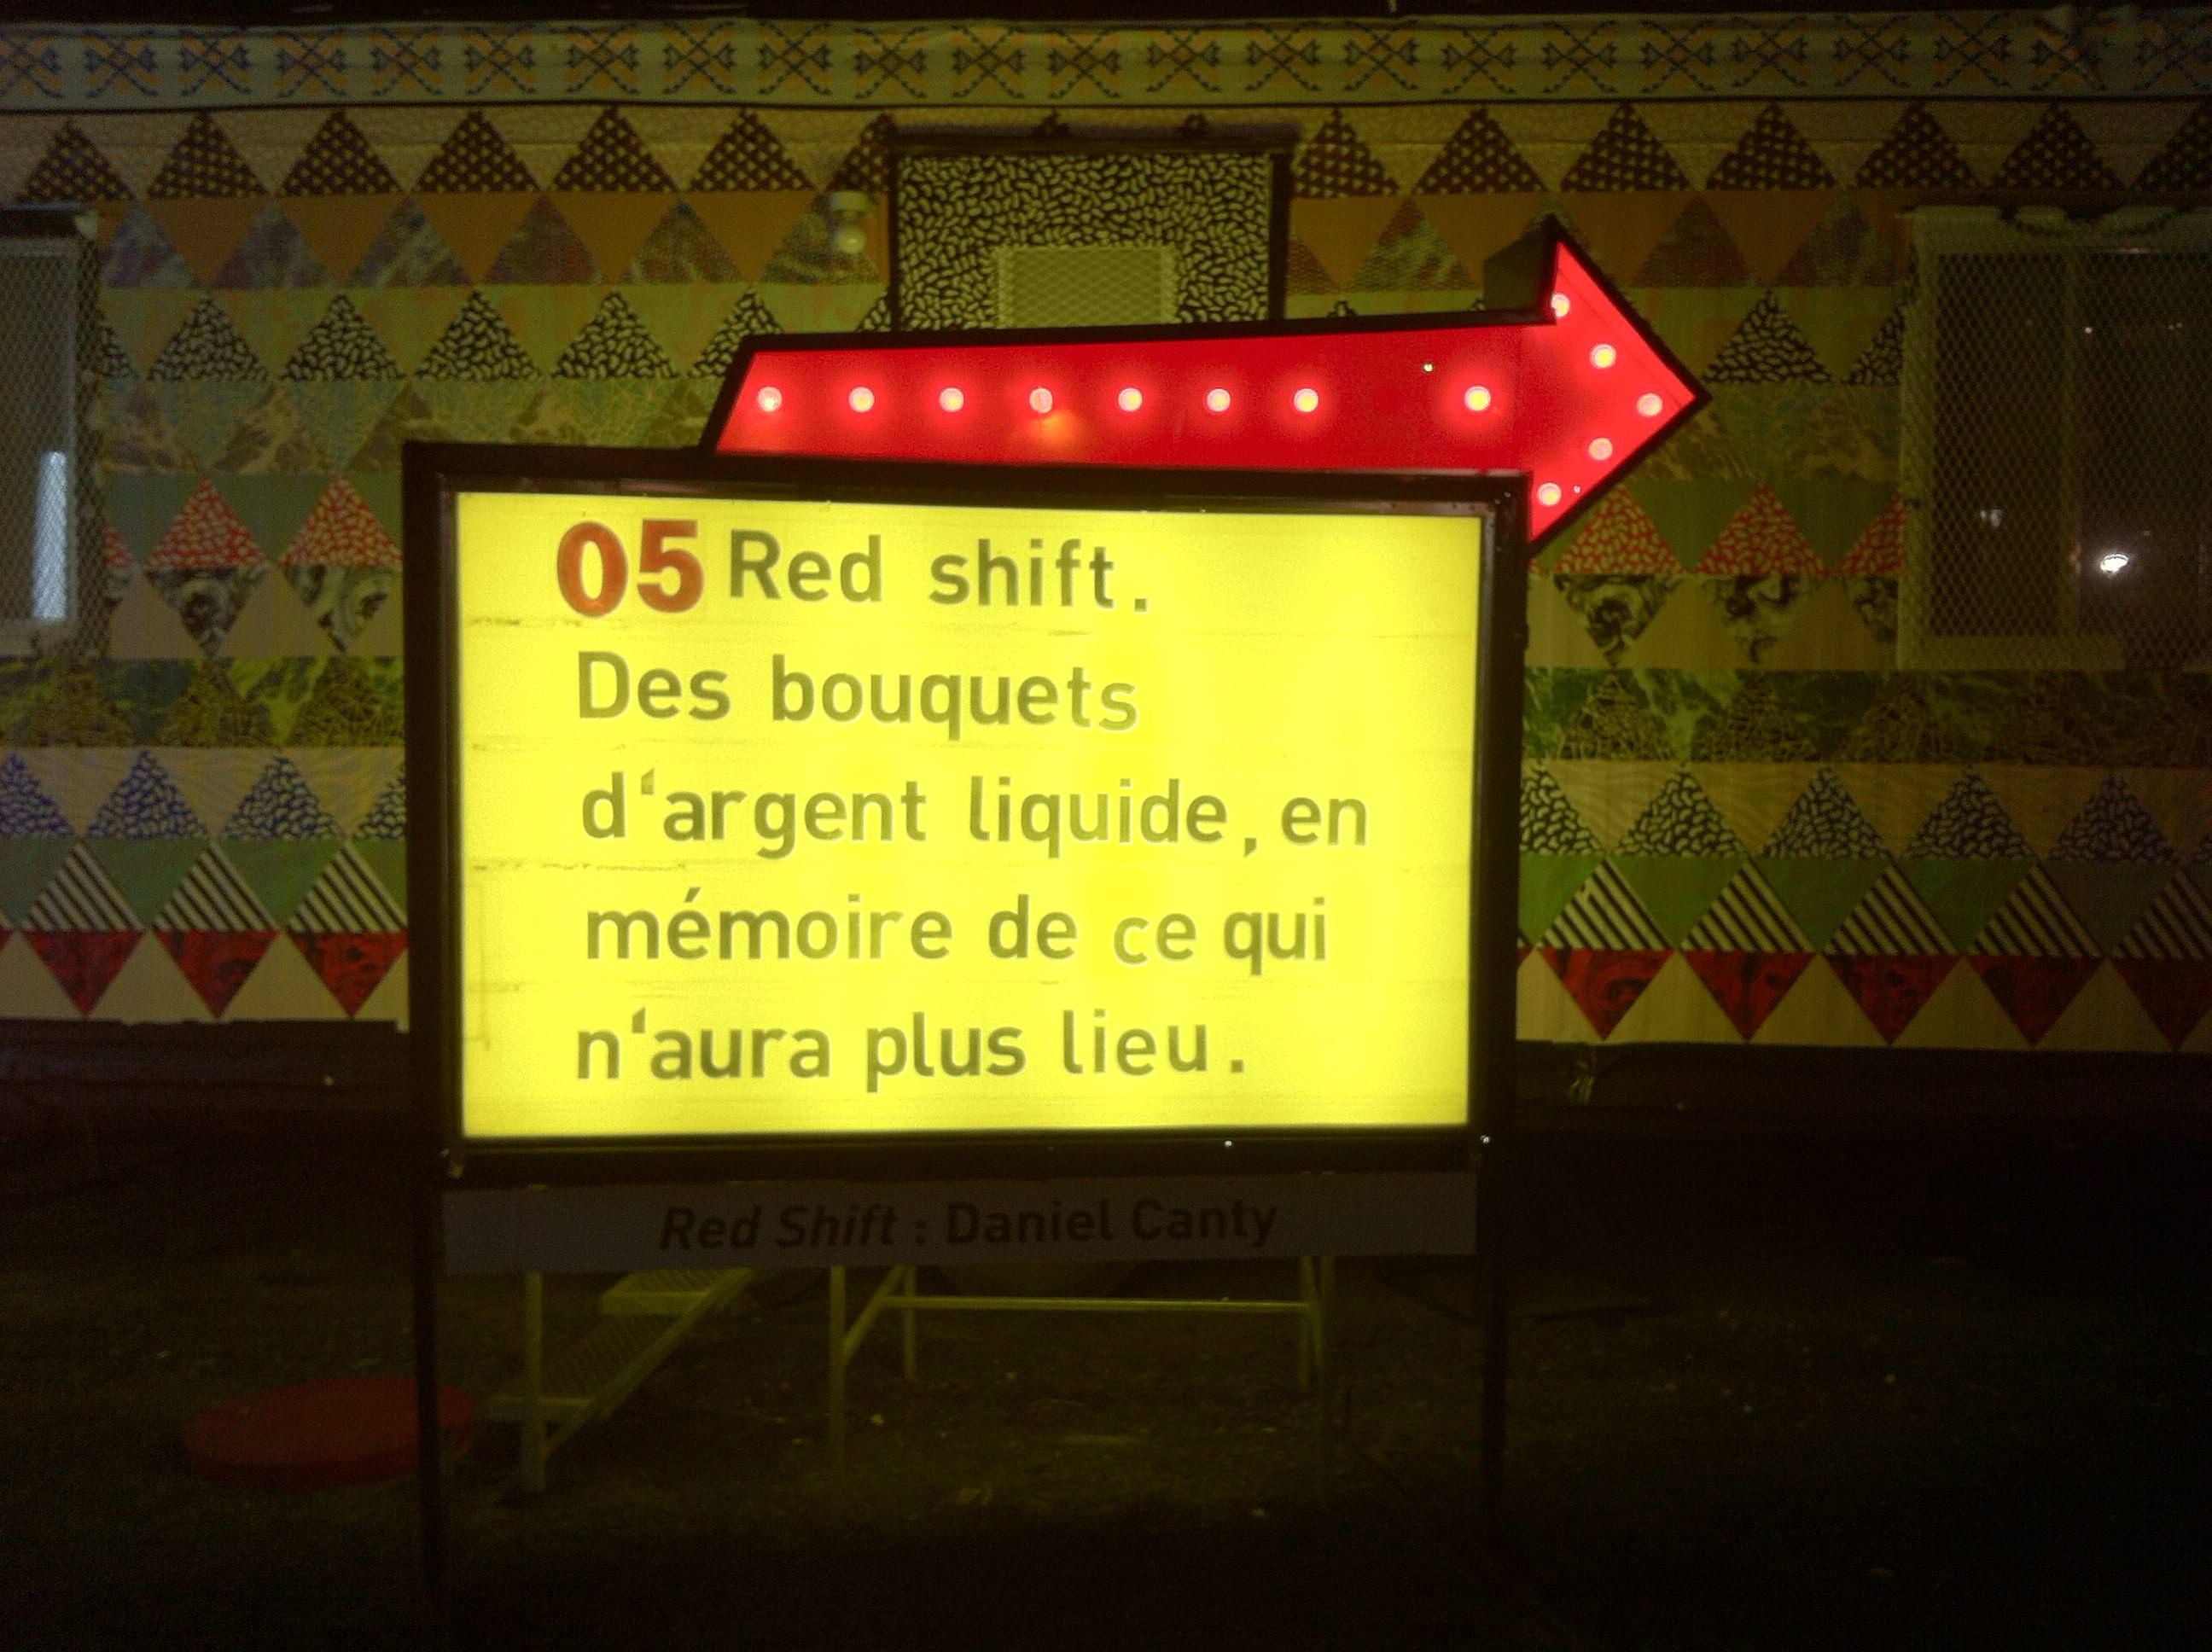 05 Red shift.
Des bouquets
d'argent liquide, en
mémoire de ce qui
n'aura plus lieu.
Red Shift : Daniel Canty